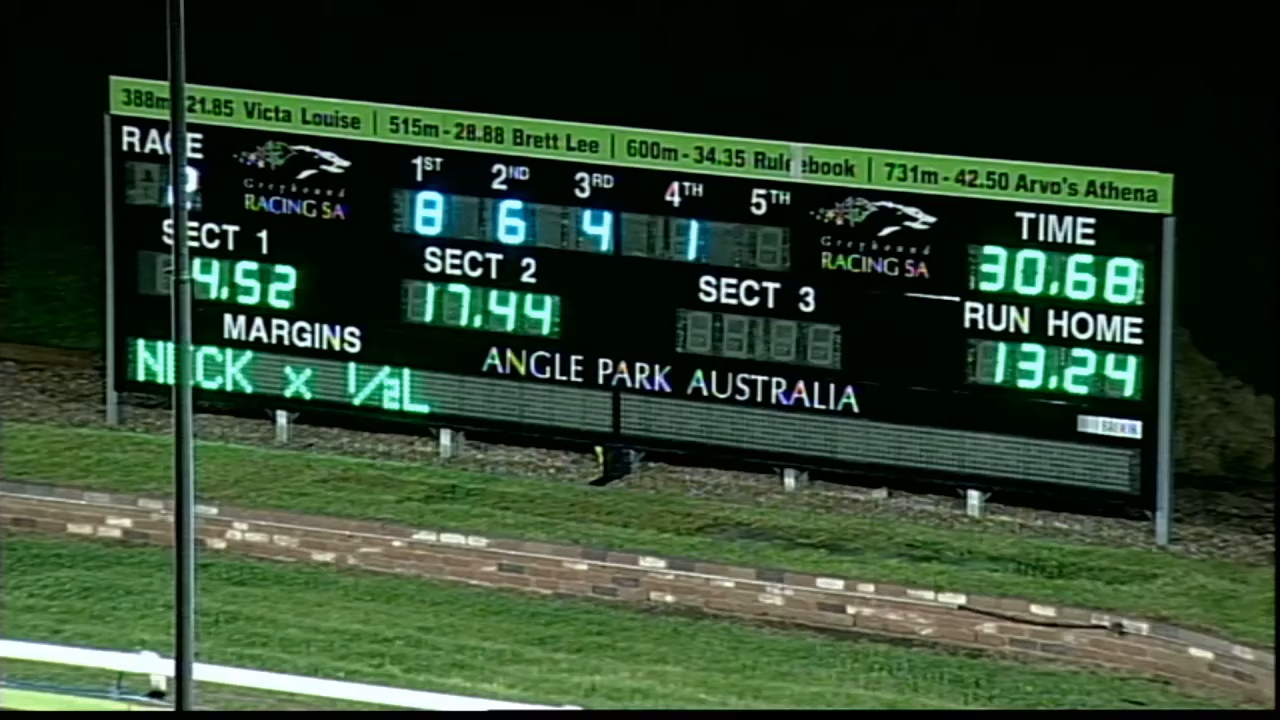 388m 21.85 Victa Louise | 515m - 28.88 Brett Lee | 600m - 34.35 Rulebook | 731m - 42.50 Arvo's Athena
RACE
Greyhound
RACING SA
1ST 2ND 3RD 4TH 5TH
8 6 4 1
Greyhound
RACING SA
TIME
30.68
SECT 1
4.52
SECT 2
17.44
SECT 3
RUN HOME
13.24
MARGINS
NECK x 1/2L
ANGLE PARK AUSTRALIA